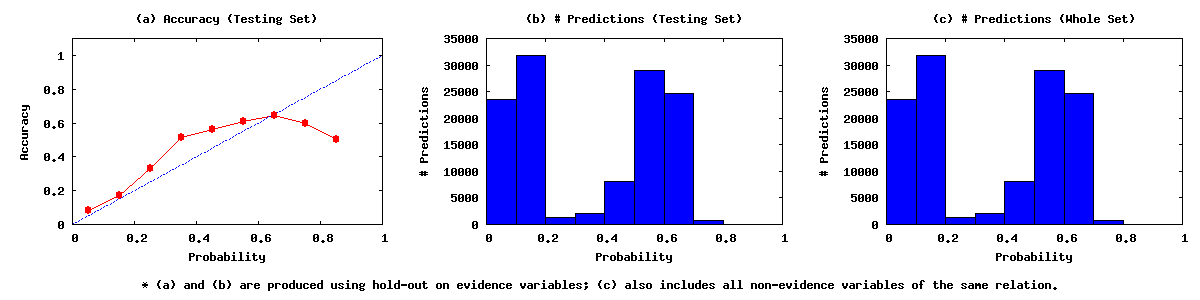 (a) Accuracy (Testing Set)
(b) # Predictions (Testing Set)
(c) # Predictions (Whole Set)
Accuracy
1
0.8
0.6
0.4
0.2
0
0 0.2 0.4 0.6 0.8 1
Probability
# Predictions
35000
30000
25000
20000
15000
10000
5000
0
0 0.2 0.4 0.6 0.8 1
Probability
# Predictions
35000
30000
25000
20000
15000
10000
5000
0
0 0.2 0.4 0.6 0.8 1
Probability
* (a) and (b) are produced using hold-out on evidence variables; (c) also includes all non-evidence variables of the same relation.